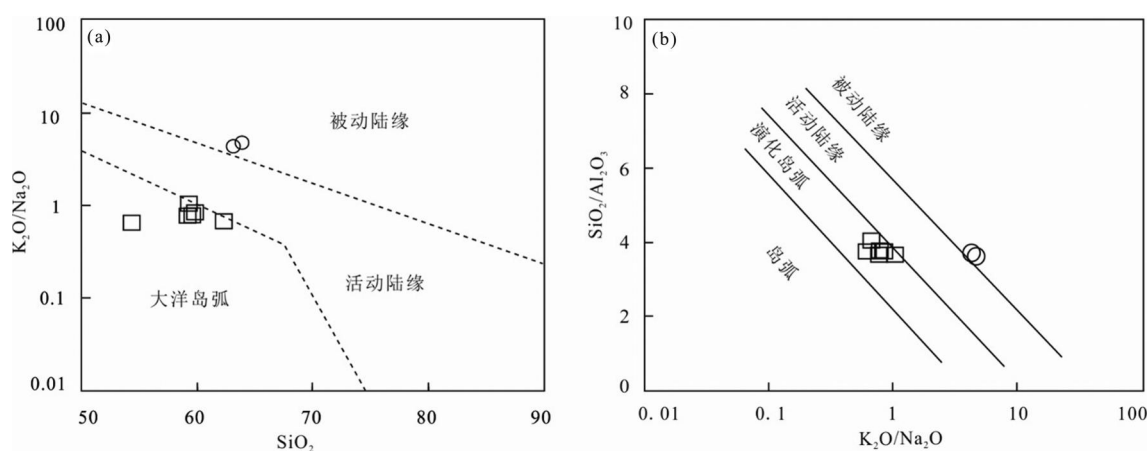 (a)
100
10
1
0.1
0.01
K₂O/Na₂O
被动陆缘
活动陆缘
大洋岛弧
50
60
70
80
90
SiO₂
(b)
10
8
6
4
2
0
SiO₂/Al₂O₃
被动陆缘
活动陆缘
演化岛弧
岛弧
0.01
0.1
1
10
100
K₂O/Na₂O